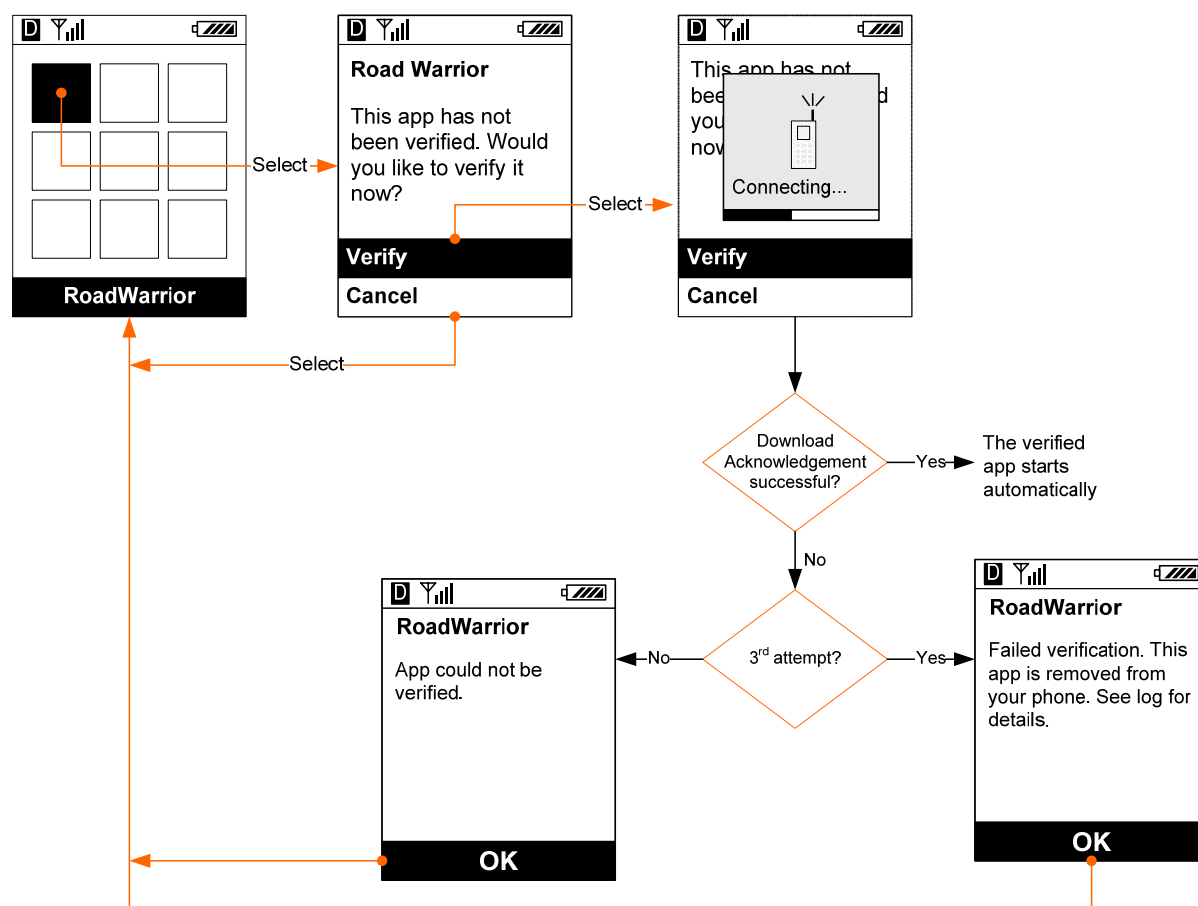 D
RoadWarrior
Select
D
Road Warrior
This app has not
been verified. Would
you like to verify it
now?
Verify
Cancel
Select
Select
D
This app has not
bee d
you
now
Connecting...
Verify
Cancel
Download
Acknowledgement
successful?
Yes
The verified
app starts
automatically
No
3rd attempt?
No
Yes
D
RoadWarrior
App could not be
verified.
OK
D
RoadWarrior
Failed verification. This
app is removed from
your phone. See log for
details.
OK